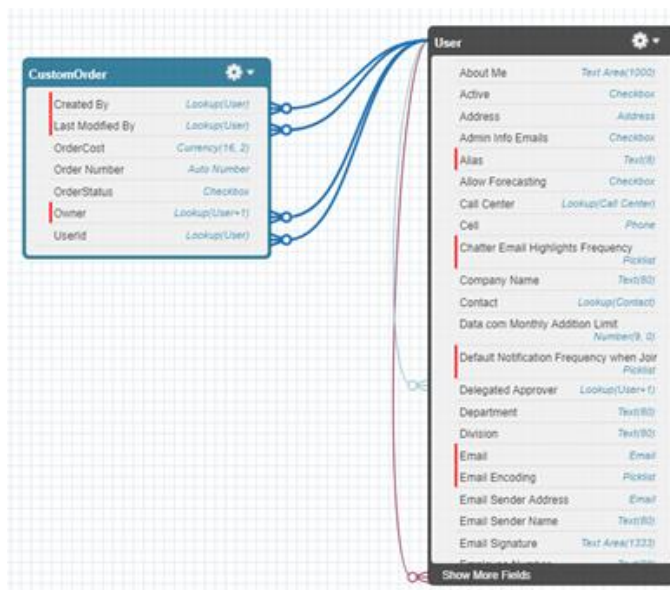 CustomOrder
Created By Lookup(User)
Last Modified By Lookup(User)
OrderCost Currency(16, 2)
Order Number Auto Number
OrderStatus Checkbox
Owner Lookup(User+1)
UserId Lookup(User)
User
About Me Text Area(1000)
Active Checkbox
Address Address
Admin Info Emails Checkbox
Alias Text(8)
Allow Forecasting Checkbox
Call Center Lookup(Call Center)
Cell Phone
Chatter Email Highlights Frequency
Picklist
Company Name Text(80)
Contact Lookup(Contact)
Data com Monthly Addition Limit
Number(9, 0)
Default Notification Frequency when Join
Picklist
Delegated Approver Lookup(User+1)
Department Text(80)
Division Text(80)
Email Email
Email Encoding Picklist
Email Sender Address Email
Email Sender Name Text(80)
Email Signature Text Area(1333)
Show More Fields